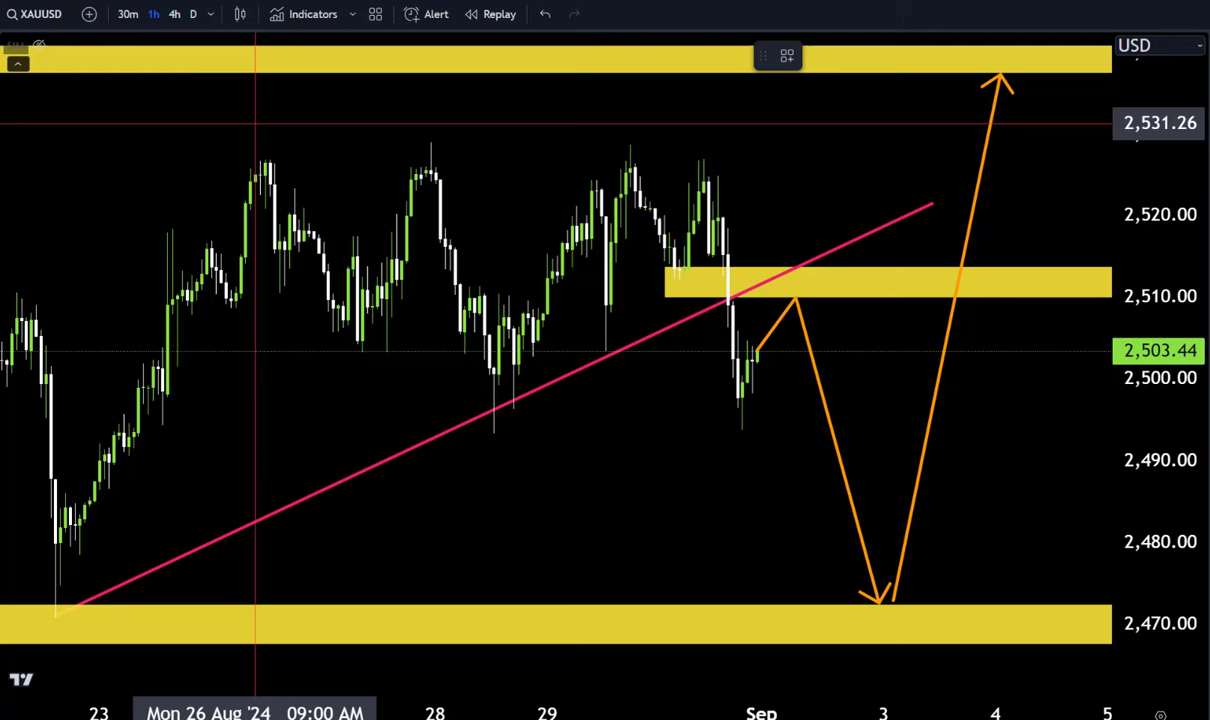 XAUUSD 30m 1h 4h D Indicators Alert Replay
USD
2,531.26
2,520.00
2,510.00
2,503.44
2,500.00
2,490.00
2,480.00
2,470.00
23 Mon 26 Aug '24 09:00 AM 28 29 Sep 3 4 5